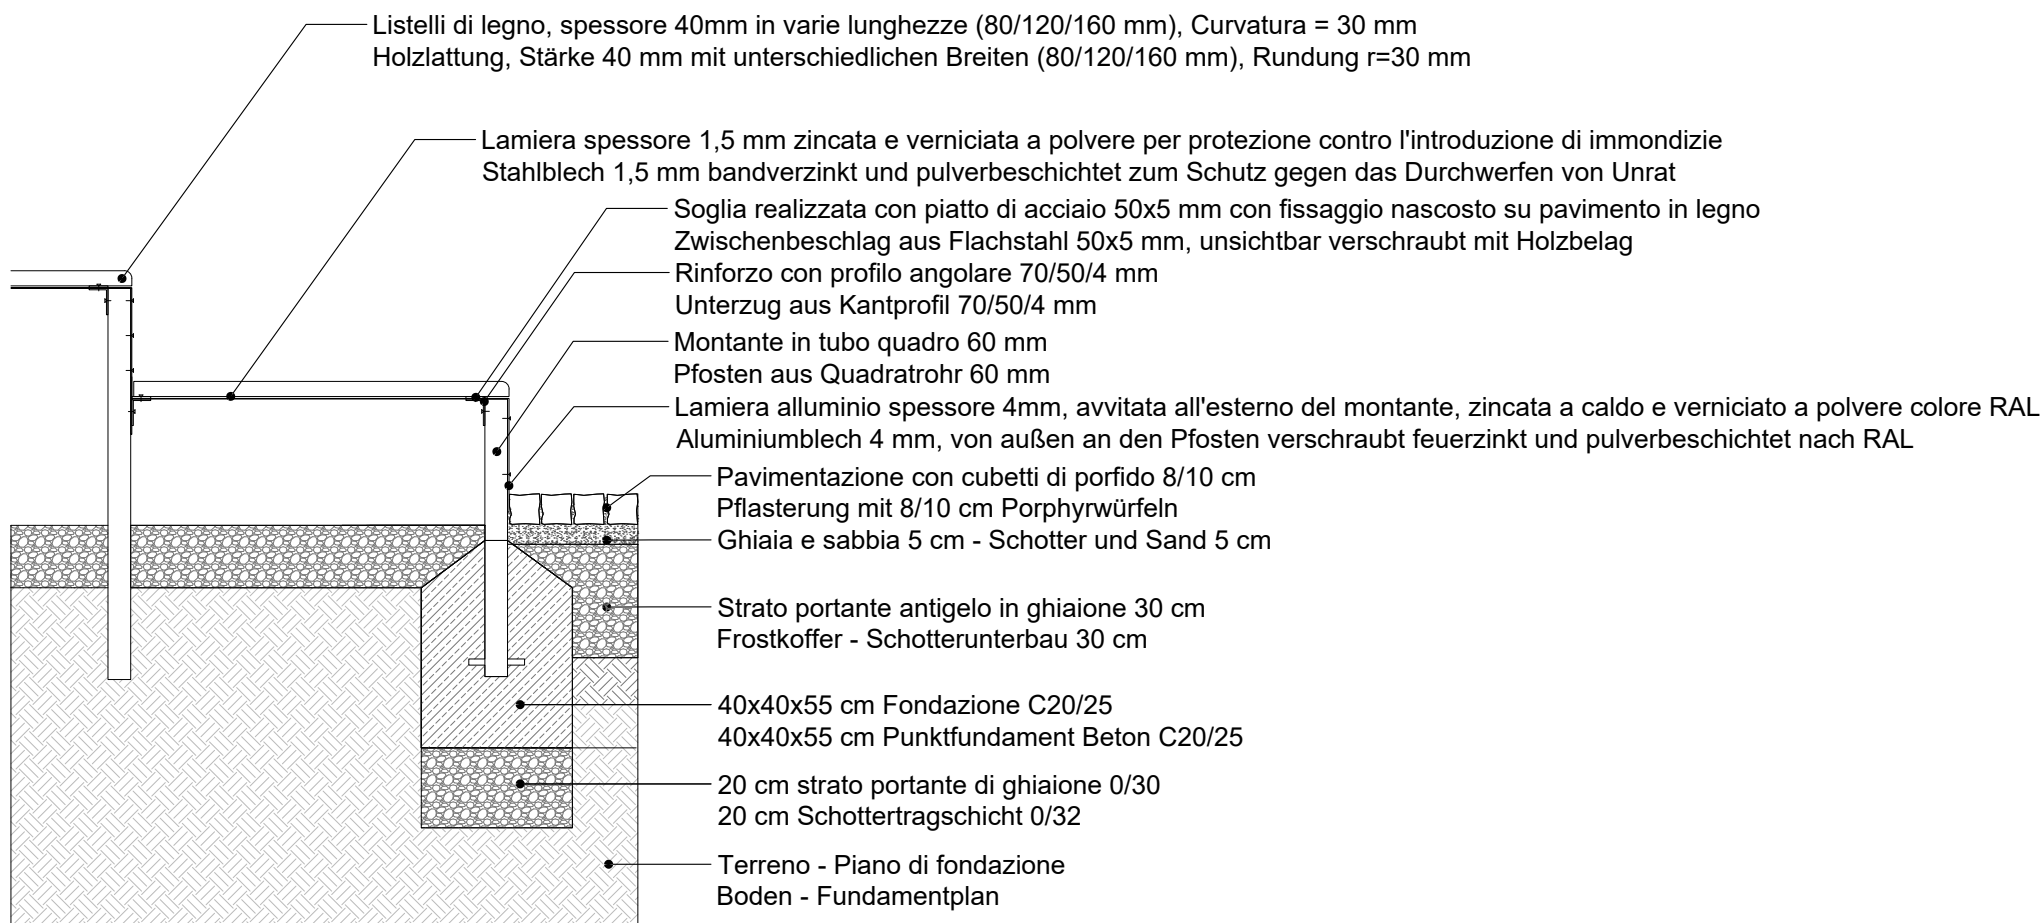 Listelli di legno, spessore 40mm in varie lunghezze (80/120/160 mm), Curvatura = 30 mm
Holzlattung, Stärke 40 mm mit unterschiedlichen Breiten (80/120/160 mm), Rundung r=30 mm
Lamiera spessore 1,5 mm zincata e verniciata a polvere per protezione contro l'introduzione di immondizie
Stahlblech 1,5 mm bandverzinkt und pulverbeschichtet zum Schutz gegen das Durchwerfen von Unrat
Soglia realizzata con piatto di acciaio 50x5 mm con fissaggio nascosto su pavimento in legno
Zwischenbeschlag aus Flachstahl 50x5 mm, unsichtbar verschraubt mit Holzbelag
Rinforzo con profilo angolare 70/50/4 mm
Unterzug aus Kantprofil 70/50/4 mm
Montante in tubo quadro 60 mm
Pfosten aus Quadratrohr 60 mm
Lamiera alluminio spessore 4mm, avvitata all'esterno del montante, zincata a caldo e verniciato a polvere colore RAL
Aluminiumblech 4 mm, von außen an den Pfosten verschraubt feuerzinkt und pulverbeschichtet nach RAL
Pavimentazione con cubetti di porfido 8/10 cm
Pflasterung mit 8/10 cm Porphyrwürfeln
Ghiaia e sabbia 5 cm - Schotter und Sand 5 cm
Strato portante antigelo in ghiaione 30 cm
Frostkoffer - Schotterunterbau 30 cm
40x40x55 cm Fondazione C20/25
40x40x55 cm Punktfundament Beton C20/25
20 cm strato portante di ghiaione 0/30
20 cm Schottertragschicht 0/32
Terreno - Piano di fondazione
Boden - Fundamentplan